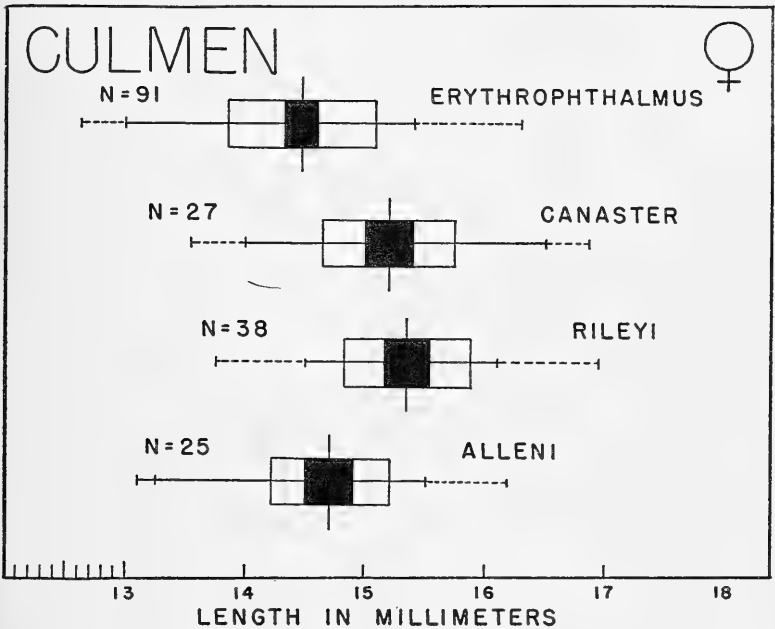 CULMEN ♀
N=91 ERYTHROPHTHALMUS
N=27 CANASTER
N=38 RILEYI
N=25 ALLENI
13 14 15 16 17 18
LENGTH IN MILLIMETERS